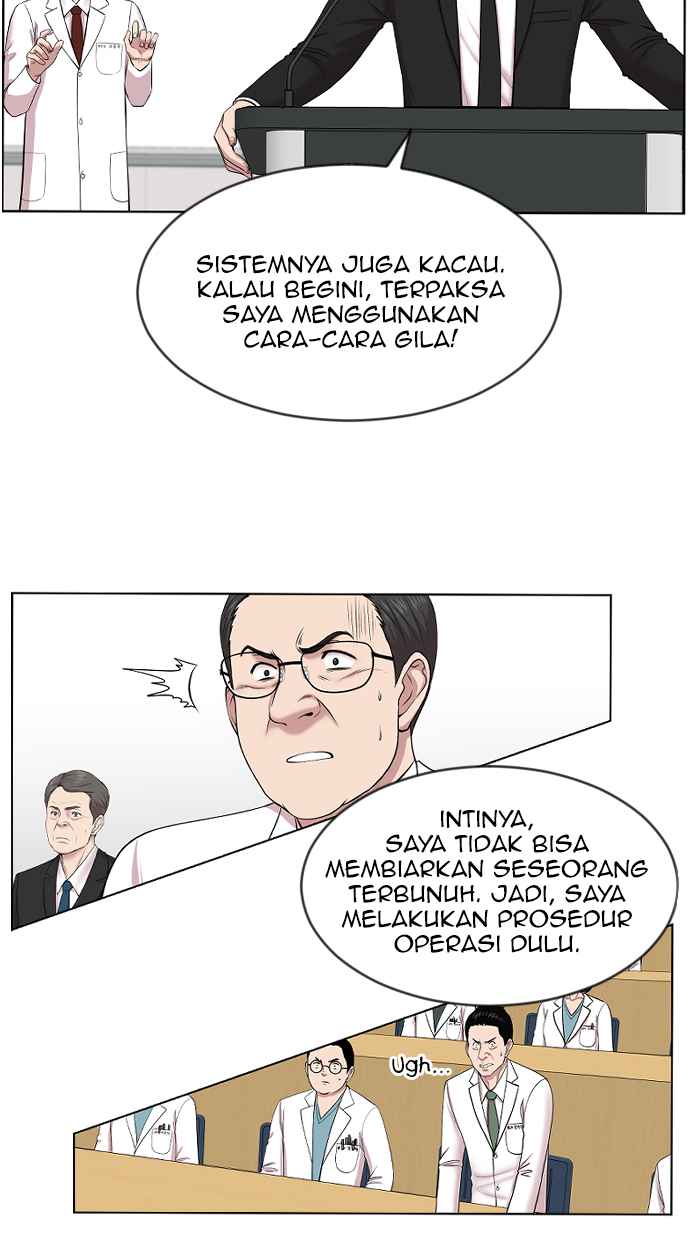 SISTEMNYA JUGA KACAU.
KALAU BEGINI, TERPAKSA
SAYA MENGGUNAKAN
CARA-CARA GILA!
INTINYA,
SAYA TIDAK BISA
MEMBIARKAN SESEORANG
TERBUNUH. JADI, SAYA
MELAKUKAN PROSEDUR
OPERASI DULU.
Ugh...